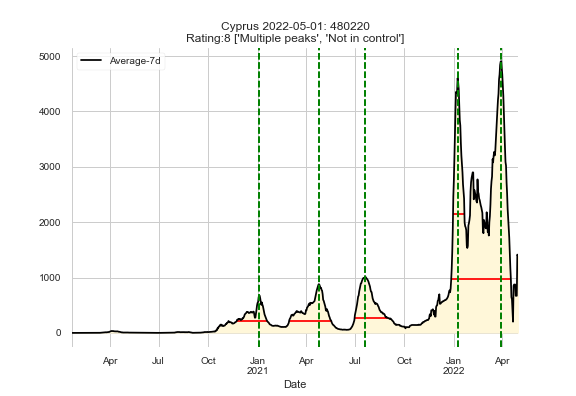 Cyprus 2022-05-01: 480220
Rating:8 ['Multiple peaks', 'Not in control']
Average-7d
5000
4000
3000
2000
1000
0
Apr Jul Oct Jan Apr Jul Oct Jan Apr
2021 2022
Date